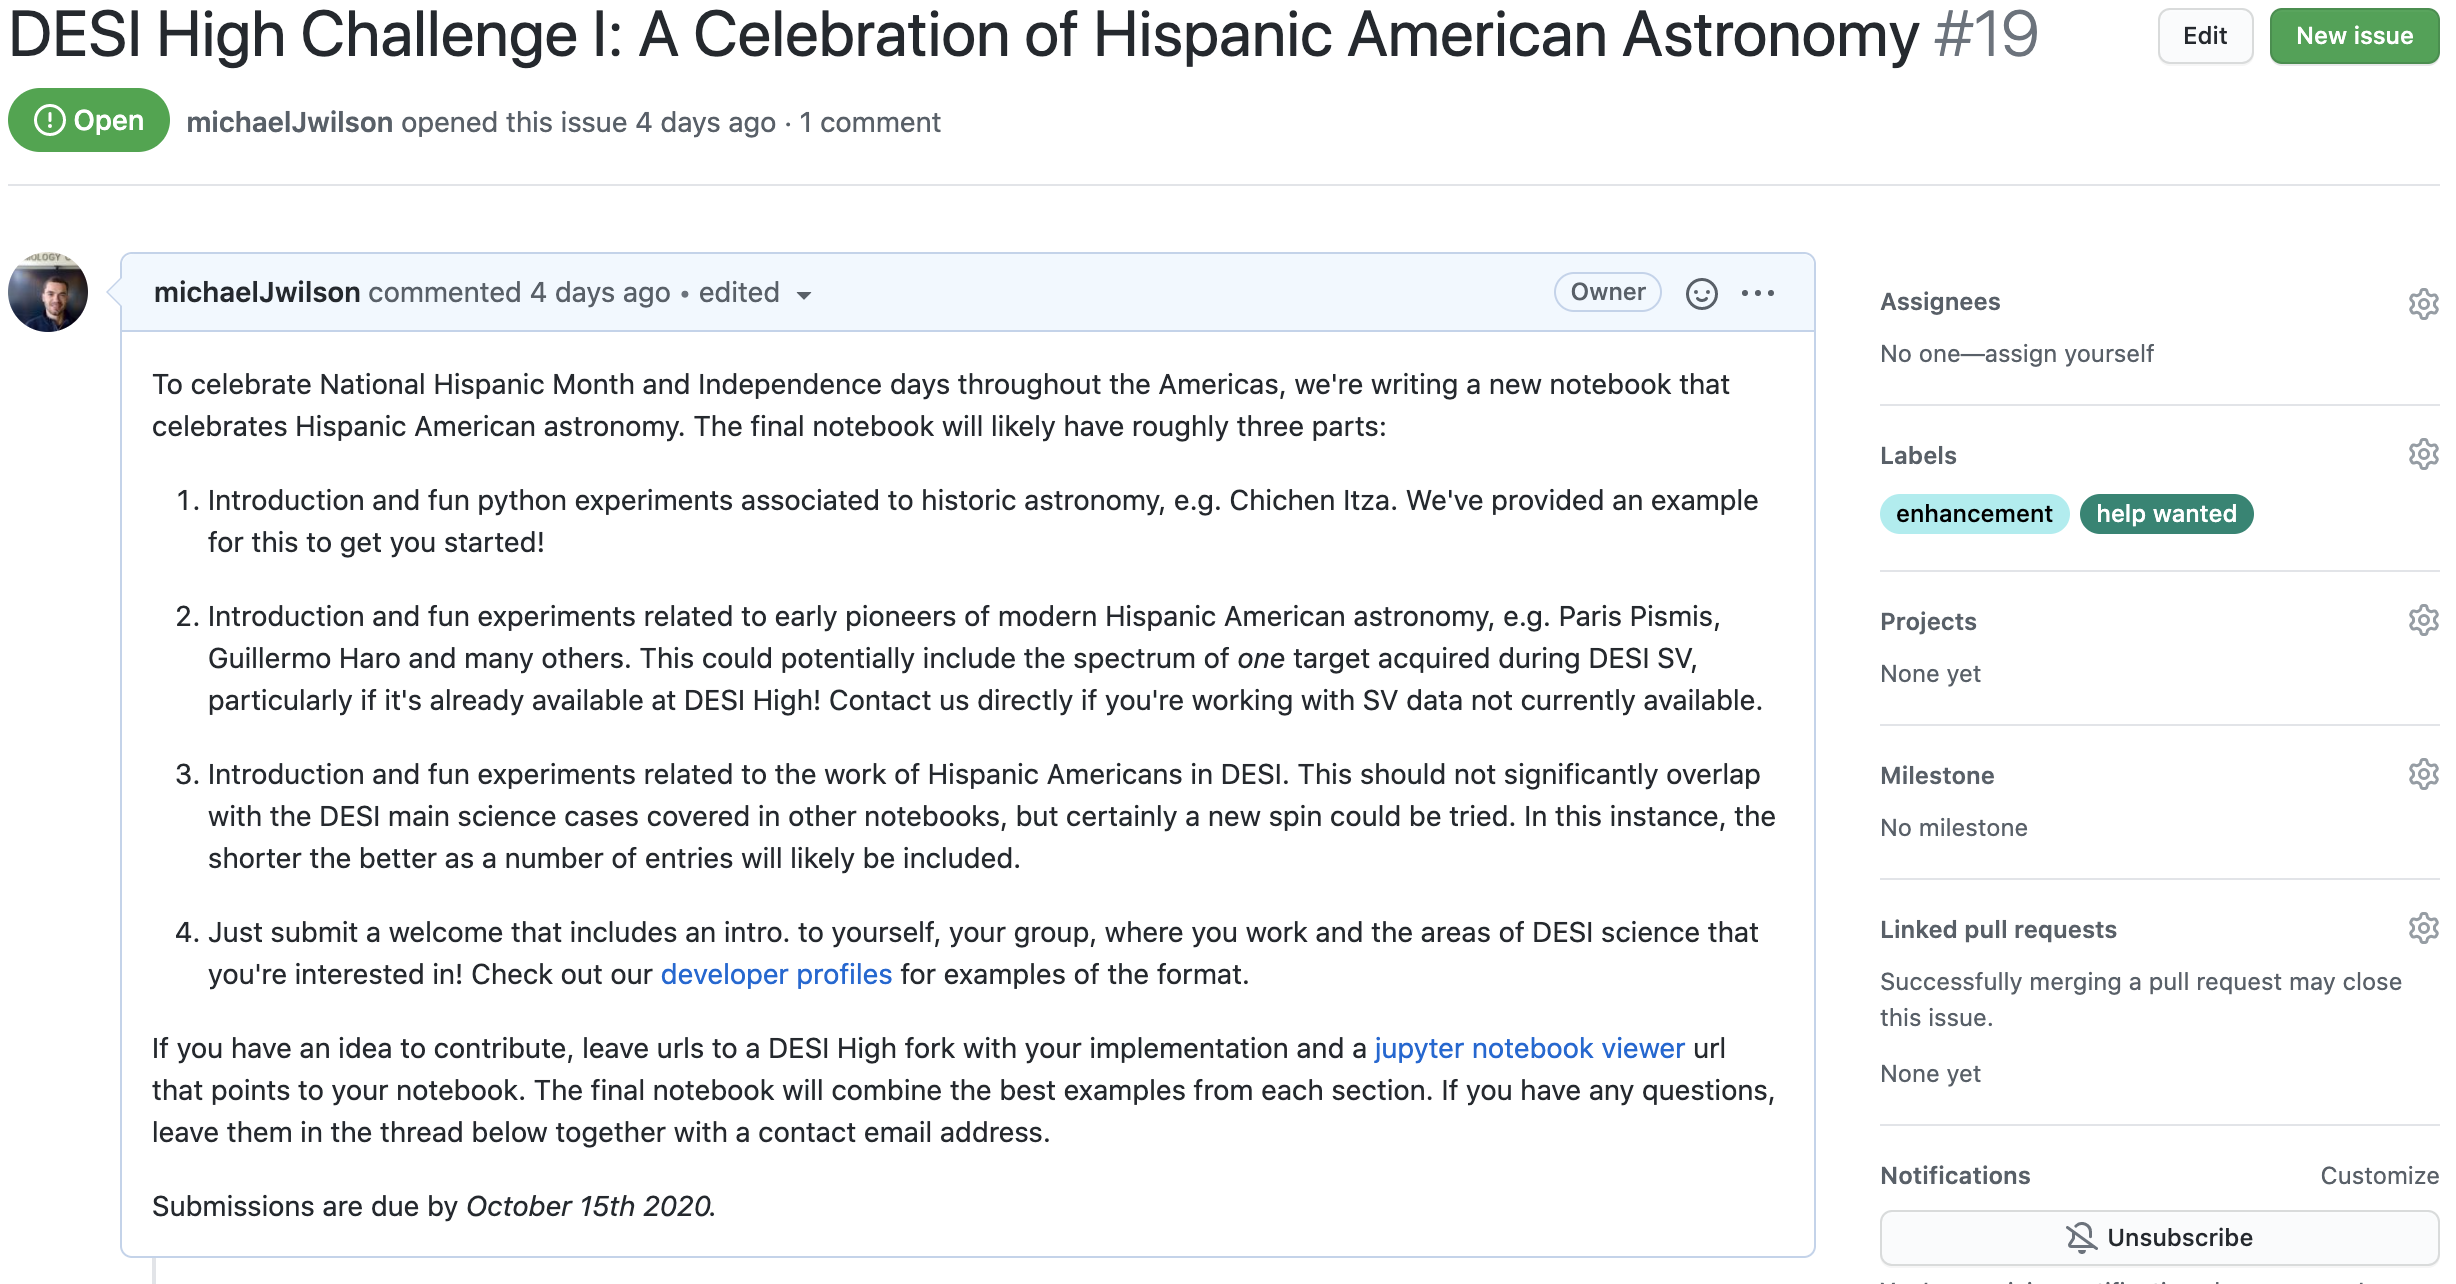 DESI High Challenge I: A Celebration of Hispanic American Astronomy #19
Edit
New issue
Open
michaelJwilson opened this issue 4 days ago · 1 comment
michaelJwilson commented 4 days ago • edited
Owner
To celebrate National Hispanic Month and Independence days throughout the Americas, we're writing a new notebook that
celebrates Hispanic American astronomy. The final notebook will likely have roughly three parts:
1. Introduction and fun python experiments associated to historic astronomy, e.g. Chichen Itza. We've provided an example
for this to get you started!
2. Introduction and fun experiments related to early pioneers of modern Hispanic American astronomy, e.g. Paris Pismis,
Guillermo Haro and many others. This could potentially include the spectrum of one target acquired during DESI SV,
particularly if it's already available at DESI High! Contact us directly if you're working with SV data not currently available.
3. Introduction and fun experiments related to the work of Hispanic Americans in DESI. This should not significantly overlap
with the DESI main science cases covered in other notebooks, but certainly a new spin could be tried. In this instance, the
shorter the better as a number of entries will likely be included.
4. Just submit a welcome that includes an intro. to yourself, your group, where you work and the areas of DESI science that
you're interested in! Check out our developer profiles for examples of the format.
If you have an idea to contribute, leave urls to a DESI High fork with your implementation and a jupyter notebook viewer url
that points to your notebook. The final notebook will combine the best examples from each section. If you have any questions,
leave them in the thread below together with a contact email address.
Submissions are due by October 15th 2020.
Assignees
No one—assign yourself
Labels
enhancement
help wanted
Projects
None yet
Milestone
No milestone
Linked pull requests
Successfully merging a pull request may close
this issue.
None yet
Notifications
Customize
Unsubscribe